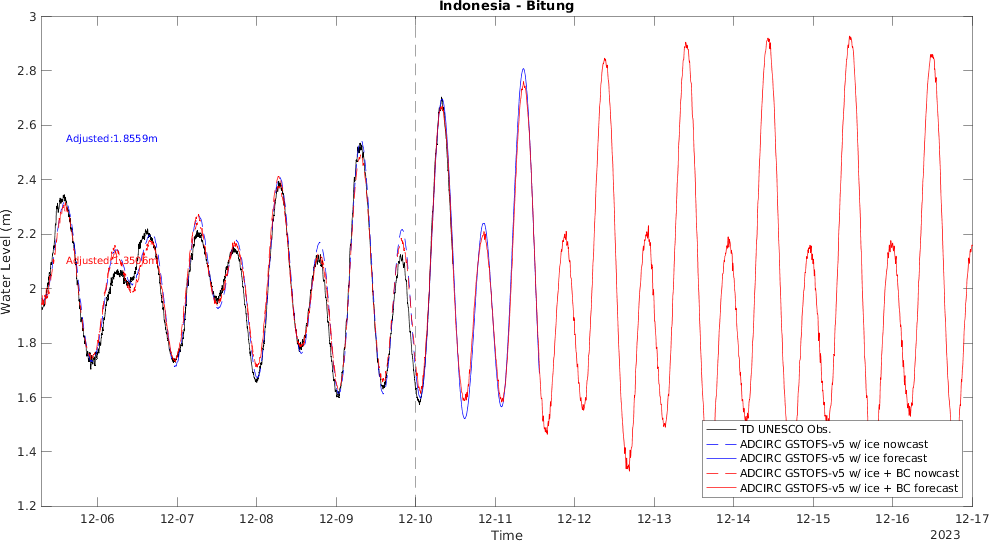 Indonesia - Bitung
3
2.8
2.6
2.4
2.2
2
1.8
1.6
1.4
1.2
Water Level (m)
Adjusted:1.8559m
Adjusted:1.3506m
TD UNESCO Obs.
ADCIRC GSTOFS-v5 w/ ice nowcast
ADCIRC GSTOFS-v5 w/ ice forecast
ADCIRC GSTOFS-v5 w/ ice + BC nowcast
ADCIRC GSTOFS-v5 w/ ice + BC forecast
12-06 12-07 12-08 12-09 12-10 12-11 12-12 12-13 12-14 12-15 12-16 12-17
Time
2023